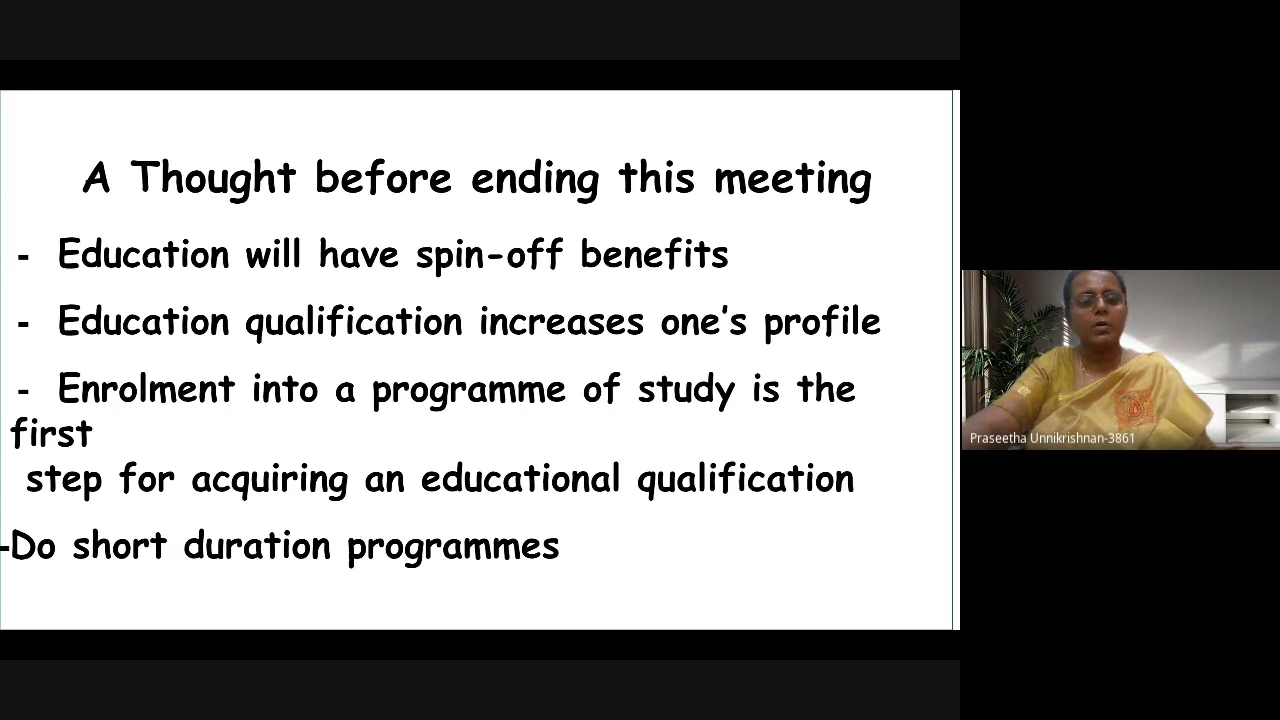 A Thought before ending this meeting
- Education will have spin-off benefits
- Education qualification increases one's profile
- Enrolment into a programme of study is the
first
step for acquiring an educational qualification
-Do short duration programmes
Praseetha Unnikrishnan-3861